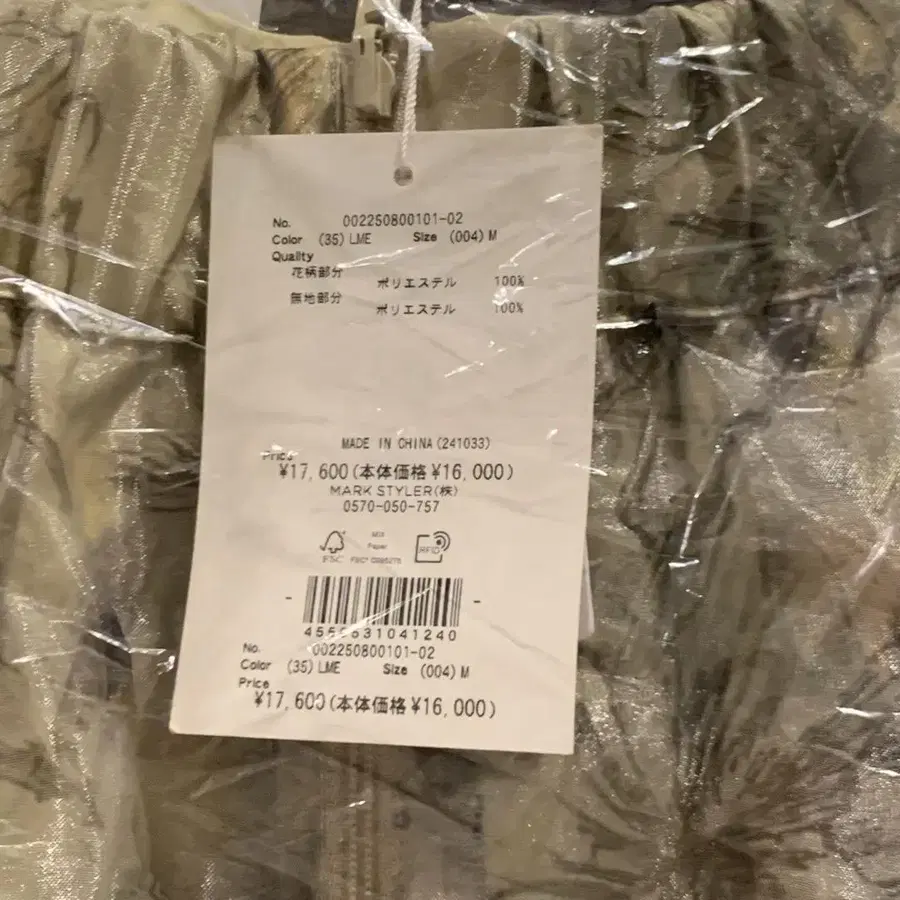 No. 002250800101-02
Color (35) LME Size (004) M
Quality
花柄部分
ポリエステル 100%
無地部分
ポリエステル 100%
MADE IN CHINA(241033)
Price
¥17,600(本体価格¥16,000)
MARK STYLER(株)
0570-050-757
MIX
Paper
FSC
RFID
No. 002250800101-02
Color (35) LME Size (004) M
Price
¥17,600(本体価格¥16,000)